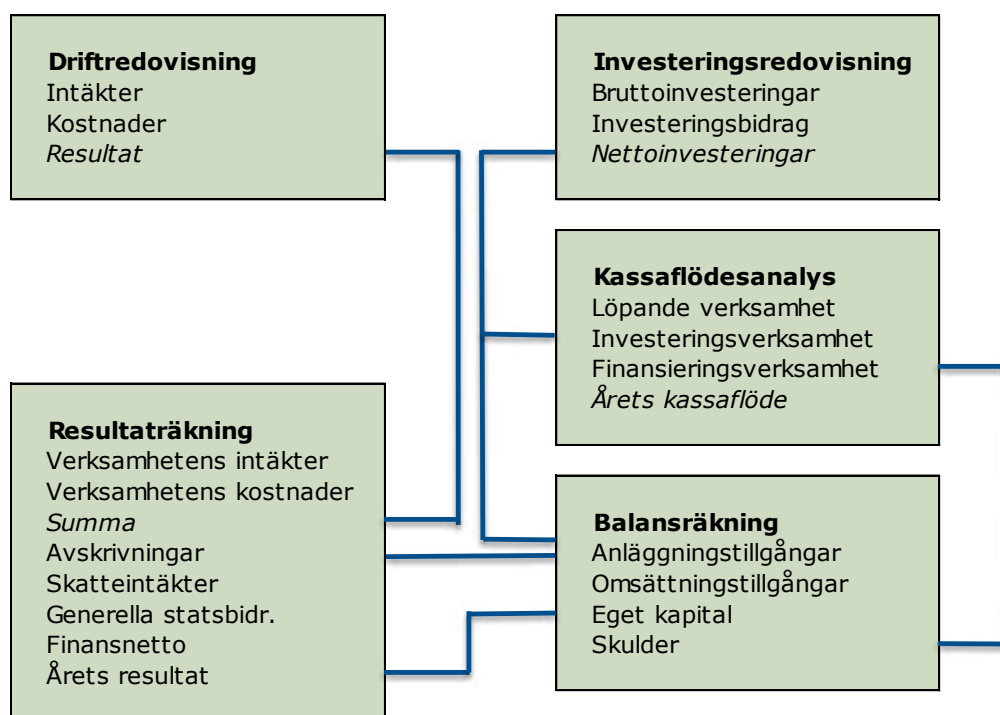 Driftredovisning
Intäkter
Kostnader
Resultat
Investeringsredovisning
Bruttoinvesteringar
Investeringsbidrag
Nettoinvesteringar
Kassaflödesanalys
Löpande verksamhet
Investeringsverksamhet
Finansieringsverksamhet
Årets kassaflöde
Resultaträkning
Verksamhetens intäkter
Verksamhetens kostnader
Summa
Avskrivningar
Skatteintäkter
Generella statsbidr.
Finansnetto
Årets resultat
Balansräkning
Anläggningstillgångar
Omsättningstillgångar
Eget kapital
Skulder